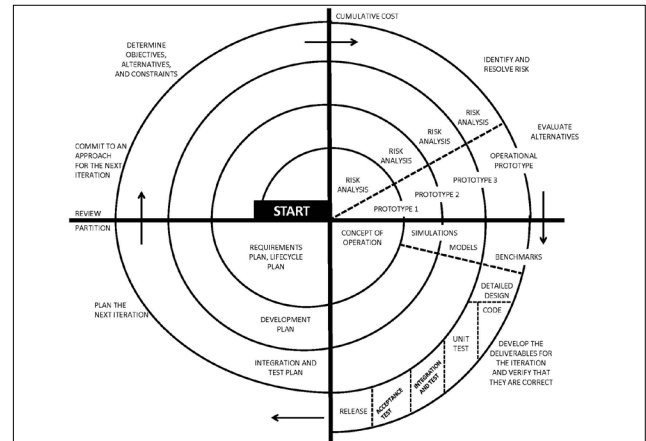 CUMULATIVE COST
DETERMINE
OBJECTIVES,
ALTERNATIVES,
AND CONSTRAINTS
IDENTIFY AND
RESOLVE RISK
RISK
ANALYSIS
RISK
ANALYSIS
RISK
ANALYSIS
RISK
ANALYSIS
EVALUATE
ALTERNATIVES
COMMIT TO AN
APPROACH
FOR THE NEXT
ITERATION
OPERATIONAL
PROTOTYPE
PROTOTYPE 3
PROTOTYPE 2
PROTOTYPE 1
START
REVIEW
PARTITION
CONCEPT OF
OPERATION
SIMULATIONS
MODELS
BENCHMARKS
REQUIREMENTS
PLAN, LIFECYCLE
PLAN
DETAILED
DESIGN
CODE
PLAN THE
NEXT ITERATION
DEVELOPMENT
PLAN
UNIT
TEST
DEVELOP THE
DELIVERABLES FOR
THE ITERATION
AND VERIFY THAT
THEY ARE CORRECT
INTEGRATION AND
TEST PLAN
INTEGRATION
AND TEST
ACCEPTANCE
TEST
RELEASE